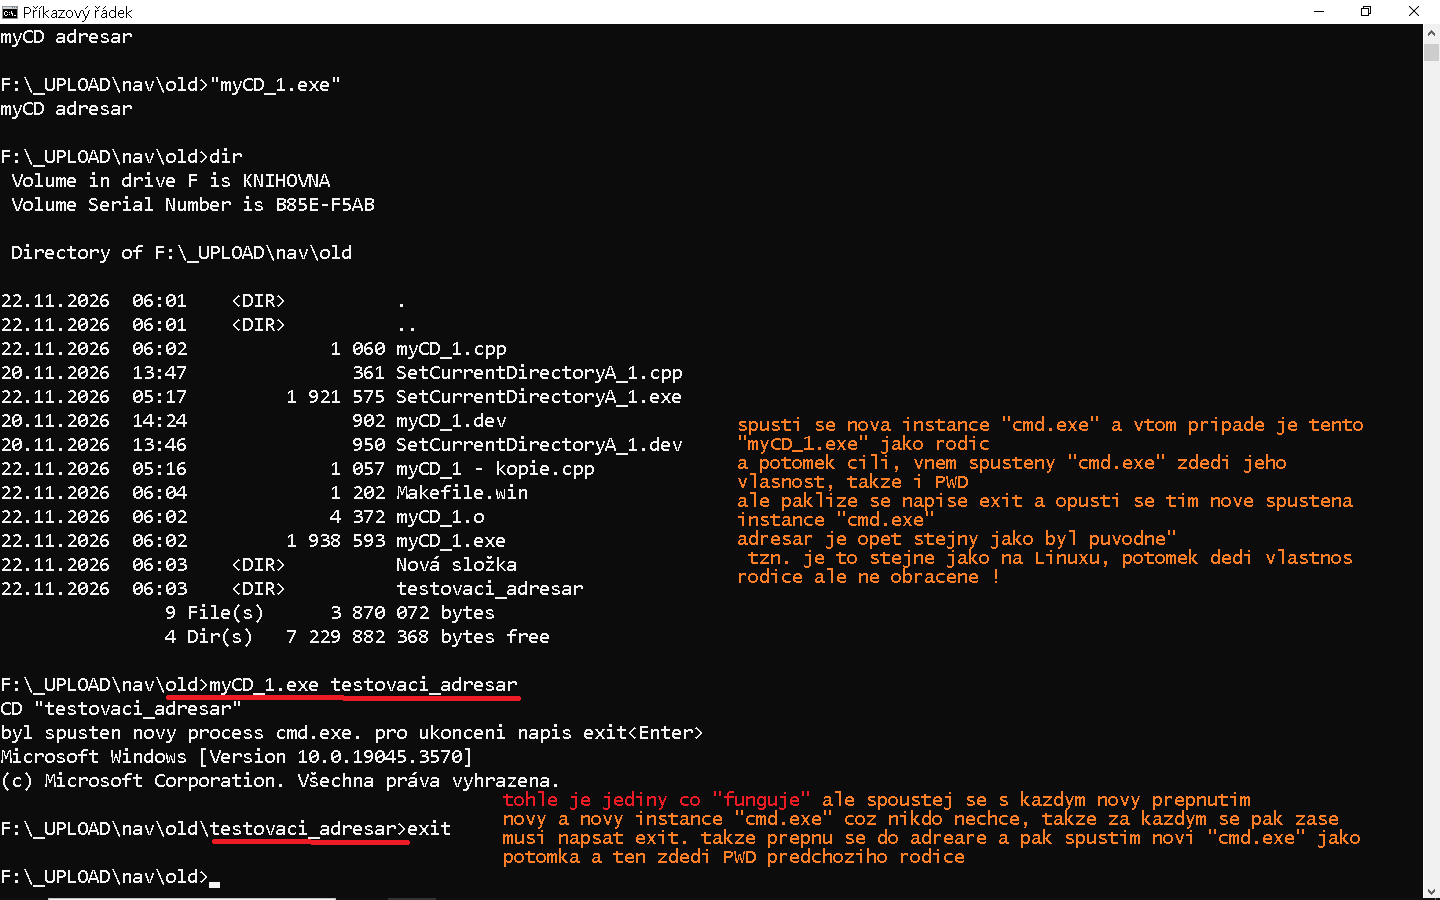 Příkazový řádek
myCD adresar
F:\_UPLOAD\nav\old>"myCD_1.exe"
myCD adresar
F:\_UPLOAD\nav\old>dir
Volume in drive F is KNIHOVNA
Volume Serial Number is B85E-F5AB
Directory of F:\_UPLOAD\nav\old
22.11.2026  06:01    <DIR>          .
22.11.2026  06:01    <DIR>          ..
22.11.2026  06:02             1 060 myCD_1.cpp
20.11.2026  13:47               361 SetCurrentDirectoryA_1.cpp
22.11.2026  05:17         1 921 575 SetCurrentDirectoryA_1.exe
20.11.2026  14:24               902 myCD_1.dev
20.11.2026  13:46               950 SetCurrentDirectoryA_1.dev
22.11.2026  05:16             1 057 myCD_1 - kopie.cpp
22.11.2026  06:04             1 202 Makefile.win
22.11.2026  06:02             4 372 myCD_1.o
22.11.2026  06:02         1 938 593 myCD_1.exe
22.11.2026  06:03    <DIR>          Nová složka
22.11.2026  06:03    <DIR>          testovaci_adresar
9 File(s)      3 870 072 bytes
4 Dir(s)   7 229 882 368 bytes free
spusti se nova instance "cmd.exe" a vtom pripade je tento
"myCD_1.exe" jako rodic
a potomek cili, vnem spusteny "cmd.exe" zdedi jeho
vlasnost, takze i PWD
ale paklize se napise exit a opusti se tim nove spustena
instance "cmd.exe"
adresar je opet stejny jako byl puvodne"
tzn. je to stejne jako na Linuxu, potomek dedi vlastnos
rodice ale ne obracene !
F:\_UPLOAD\nav\old>myCD_1.exe testovaci_adresar
CD "testovaci_adresar"
byl spusten novy process cmd.exe. pro ukonceni napis exit<Enter>
Microsoft Windows [Version 10.0.19045.3570]
(c) Microsoft Corporation. Všechna práva vyhrazena.
F:\_UPLOAD\nav\old\testovaci_adresar>exit
tohle je jediny co "funguje" ale spoustej se s kazdym novy prepnutim
novy a novy instance "cmd.exe" coz nikdo nechce, takze za kazdym se pak zase
musi napsat exit. takze prepnu se do adreare a pak spustim novi "cmd.exe" jako
potomka a ten zdedi PWD predchoziho rodice
F:\_UPLOAD\nav\old>